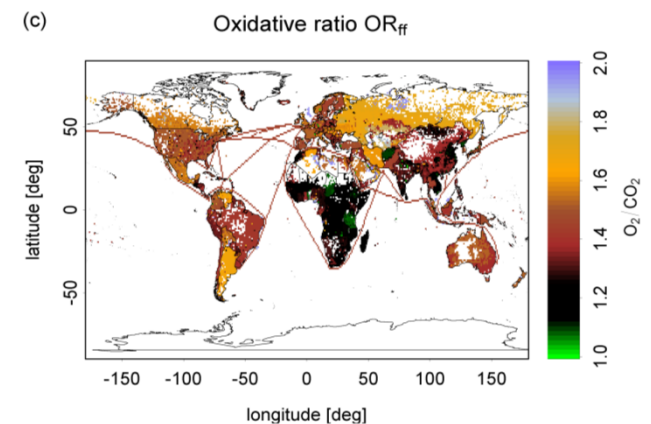 (c)
Oxidative ratio ORff
50
0
-50
latitude [deg]
-150 -100 -50 0 50 100 150
longitude [deg]
2.0
1.8
1.6
1.4
1.2
1.0
O2/CO2